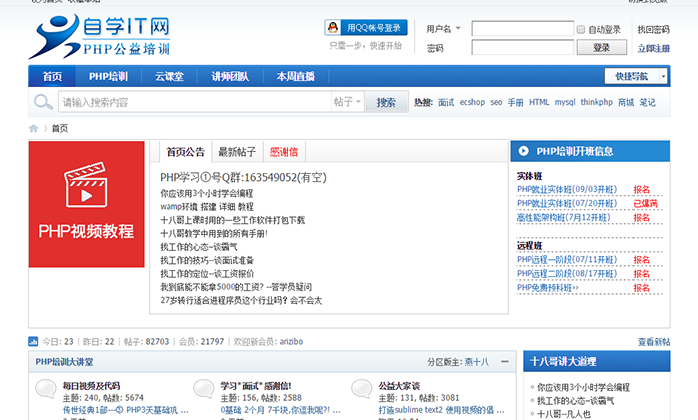 自学IT网
PHP公益培训
用QQ帐号登录
只需一步，快速开始
用户名
自动登录
找回密码
密码
登录
立即注册
首页 PHP培训 云课堂 讲师团队 本周直播
快捷导航
请输入搜索内容 帖子 搜索 热搜: 面试 ecshop seo 手册 HTML mysql thinkphp 商城 笔记
首页
PHP视频教程
首页公告 最新帖子 感谢信
PHP学习①号Q群:163549052(有空)
你应该用3个小时学会编程
wamp环境 搭建 详细 教程
十八哥上课时用的一些工作软件打包下载
十八哥教学中用到的所有手册!
找工作的心态--谈霸气
找工作的技巧--谈面试准备
找工作的定位--谈工资报价
我到底能不能拿5000的工资? --答学员疑问
27岁转行适合进程序员这个行业吗? 会不会太
PHP培训开班信息
实体班
PHP就业实体班(09/03开班) 报名
PHP就业实体班(07/20开班) 已爆满
高性能架构班(7月12开班) 报名
远程班
PHP远程一阶段(07/11开班) 报名
PHP远程二阶段(08/17开班) 报名
PHP免费预科班>> 报名
今日: 23 | 昨日: 22 | 帖子: 82703 | 会员: 21797 | 欢迎新会员: arizibo
查看新帖
PHP培训大讲堂
分区版主: 燕十八
十八哥讲大道理
每日视频及代码
主题: 240, 帖数: 5674
传世经典1部---① PHP3天基础巩 ...
学习"面试"感谢信!
主题: 156, 帖数: 2588
0基础 2个月 7千块,你逗我呢?! ...
公益大家谈
主题: 131, 帖数: 3081
打造sublime text2 使用视频的倡 ...
你应该用3个小时学会编程
PHP的发展前景
十八哥--凡人也